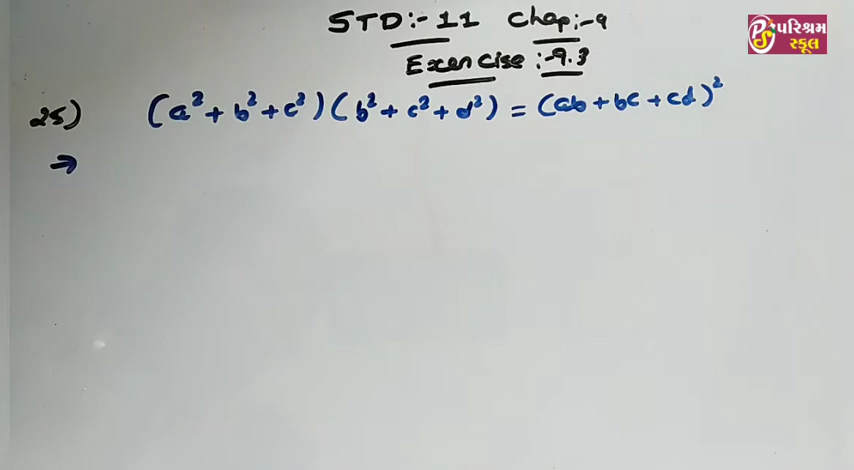 STD:- 11 Chap:-9
પરિશ્રમ
સ્કૂલ
Exercise :-9.3
25) (a² + b² + c²) (b² + c² + d²) = (ab + bc + cd)²
→